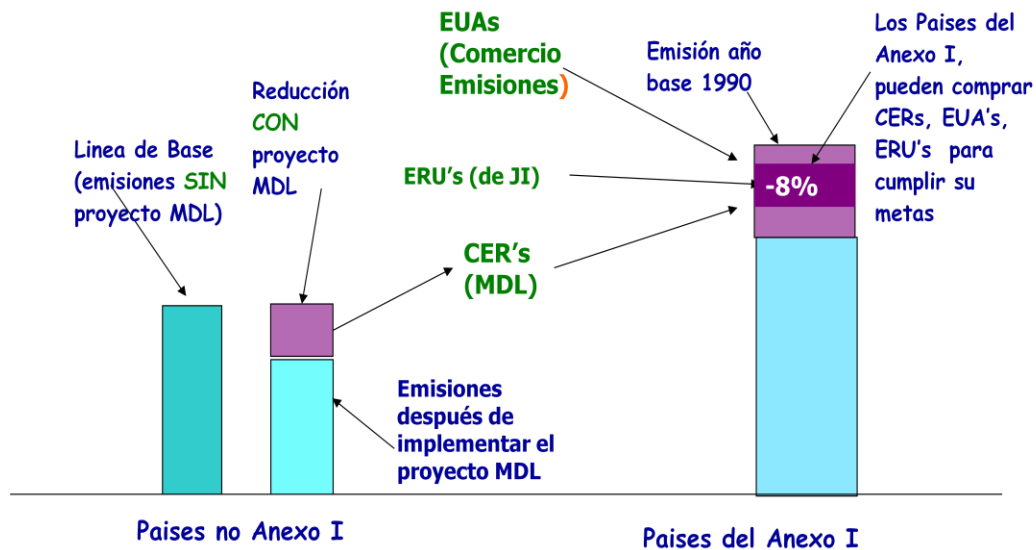 EUAs
(Comercio
Emisiones)
Emisión año
base 1990
Los Paises del
Anexo I,
pueden comprar
CERs, EUA's,
ERU's para
cumplir su
metas
Reducción
CON
proyecto
MDL
Linea de Base
(emisiones SIN
proyecto MDL)
ERU's (de JI)
-8%
CER's
(MDL)
Emisiones
después de
implementar el
proyecto MDL
Paises no Anexo I
Paises del Anexo I